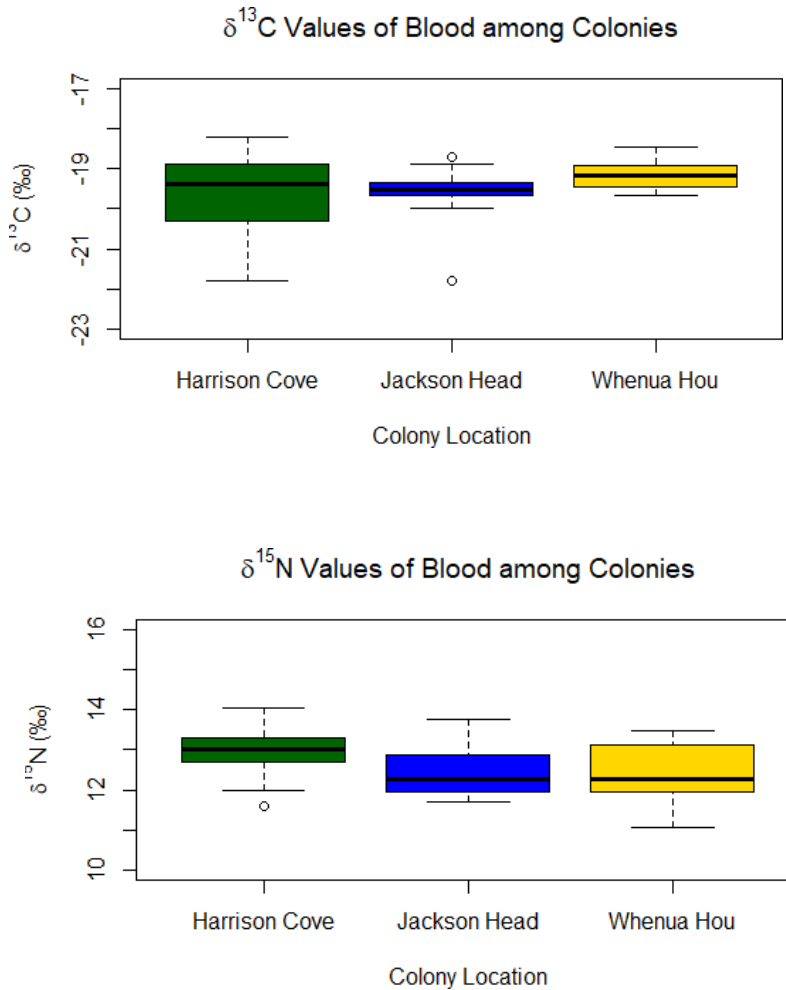 δ¹³C Values of Blood among Colonies
-17
-19
-21
-23
δ¹³C (‰)
Harrison Cove Jackson Head Whenua Hou
Colony Location
δ¹⁵N Values of Blood among Colonies
16
14
12
10
δ¹⁵N (‰)
Harrison Cove Jackson Head Whenua Hou
Colony Location